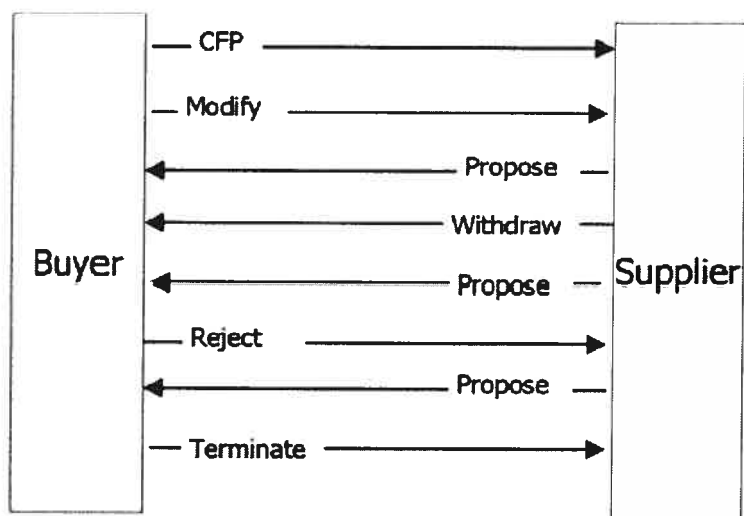 CFP
Modify
Propose
Withdraw
Buyer
Supplier
Propose
Reject
Propose
Terminate